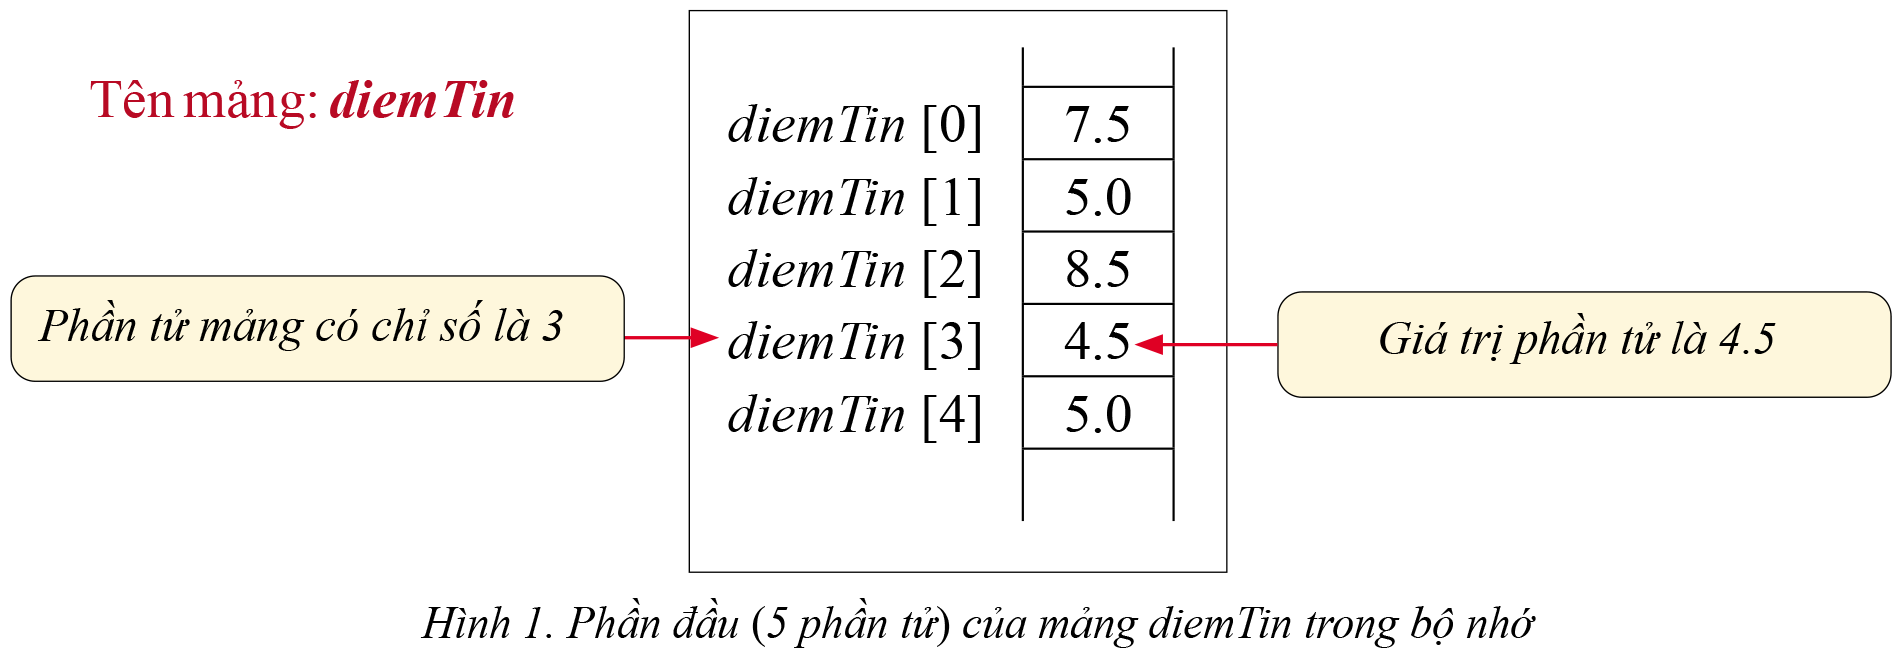 Tên mảng: diemTin
diemTin [0] 7.5
diemTin [1] 5.0
diemTin [2] 8.5
Phần tử mảng có chỉ số là 3
diemTin [3] 4.5
Giá trị phần tử là 4.5
diemTin [4] 5.0
Hình 1. Phần đầu (5 phần tử) của mảng diemTin trong bộ nhớ